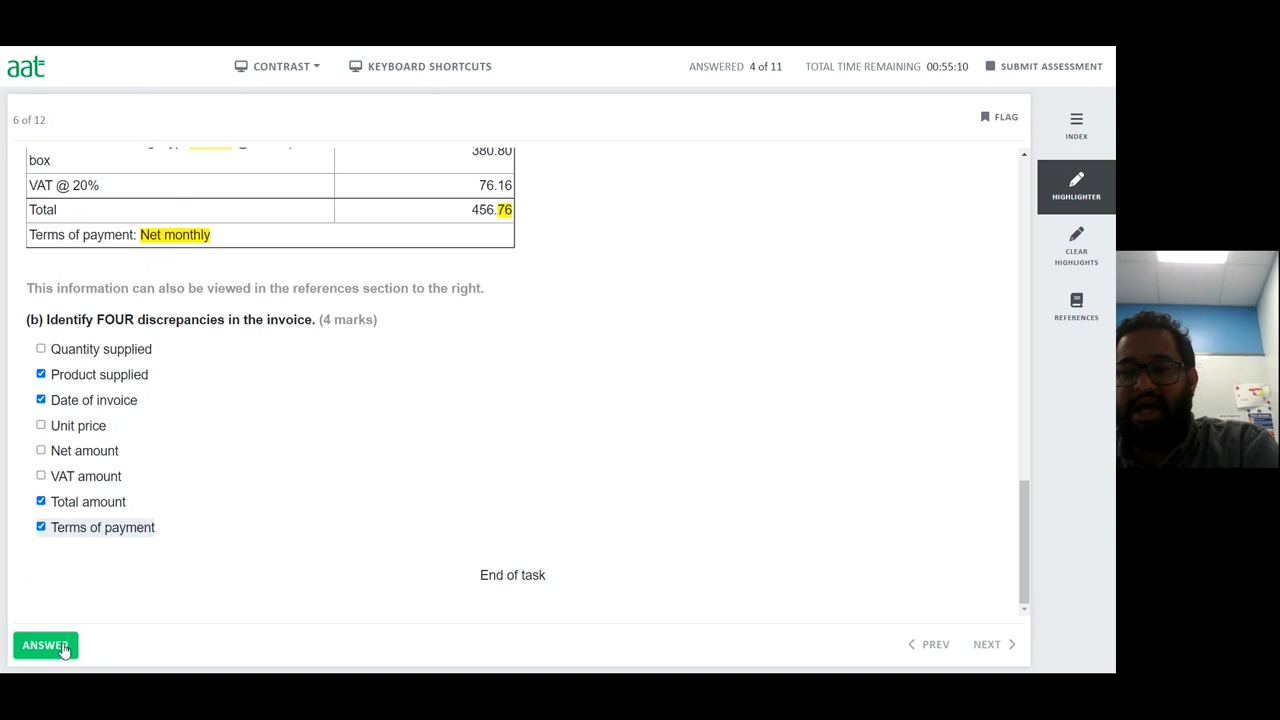 aat
CONTRAST
KEYBOARD SHORTCUTS
ANSWERED 4 of 11
TOTAL TIME REMAINING 00:55:10
SUBMIT ASSESSMENT
6 of 12
FLAG
INDEX
HIGHLIGHTER
CLEAR
HIGHLIGHTS
REFERENCES
box 380.80
VAT @ 20% 76.16
Total 456.76
Terms of payment: Net monthly
This information can also be viewed in the references section to the right.
(b) Identify FOUR discrepancies in the invoice. (4 marks)
Quantity supplied
Product supplied
Date of invoice
Unit price
Net amount
VAT amount
Total amount
Terms of payment
End of task
ANSWER
PREV
NEXT